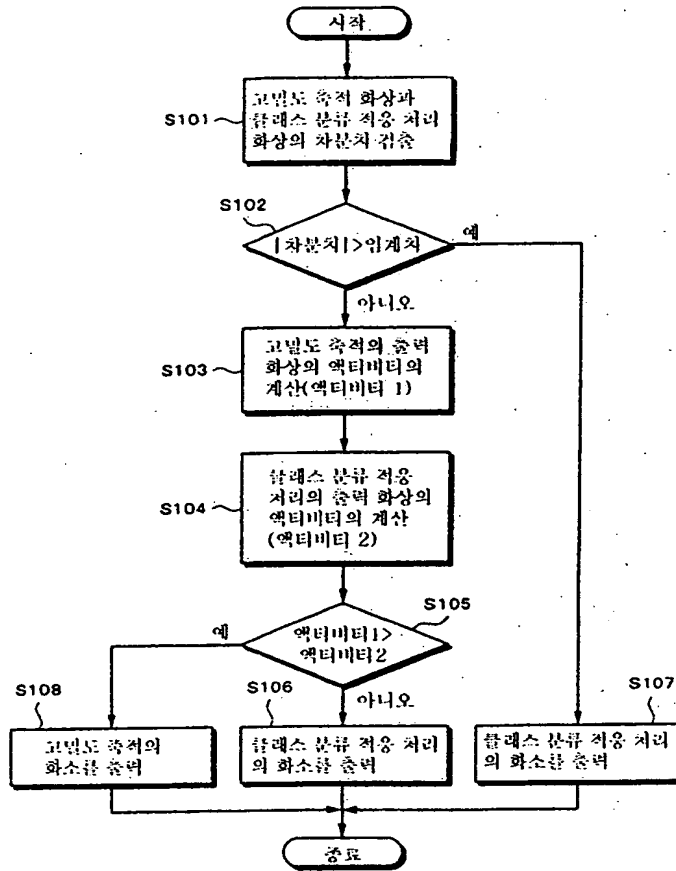 시작
S101
고밀도 축적 화상과
클래스 분류 적응 처리
화상의 차분치 검출
S102
|차분치|>임계치
예
아니오
S103
고밀도 축적의 출력
화상의 액티비티의
계산(액티비티 1)
S104
클래스 분류 적응
처리의 출력 화상의
액티비티의 계산
(액티비티 2)
S105
액티비티1>
액티비티2
예
아니오
S108
고밀도 축적의
화소를 출력
S106
클래스 분류 적응 처리
의 화소를 출력
S107
클래스 분류 적응 처리
의 화소를 출력
종료